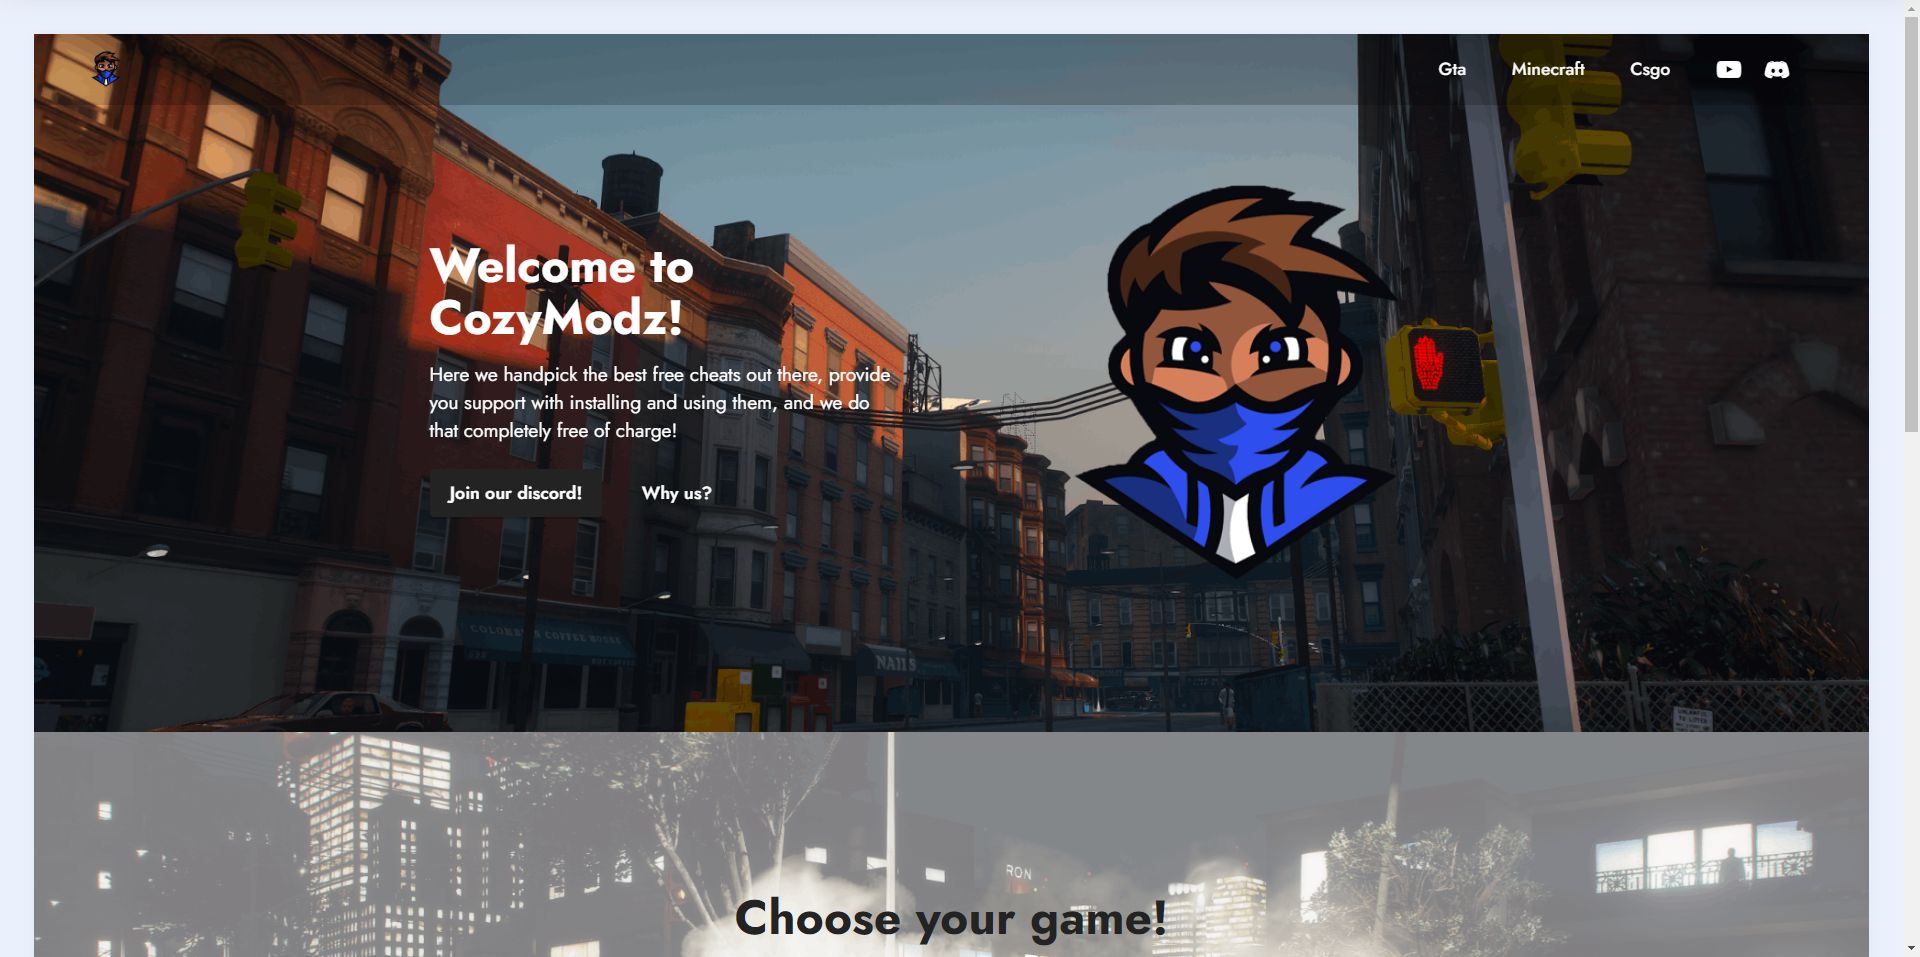 Gta Minecraft Csgo
Welcome to
CozyModz!
Here we handpick the best free cheats out there, provide
you support with installing and using them, and we do
that completely free of charge!
Join our discord! Why us?
NAILS
RON
Choose your game!